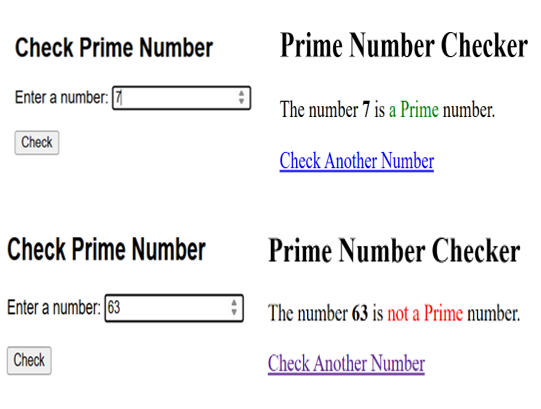 Check Prime Number
Enter a number: 7
Check
Prime Number Checker
The number 7 is a Prime number.
Check Another Number
Check Prime Number
Enter a number: 63
Check
Prime Number Checker
The number 63 is not a Prime number.
Check Another Number